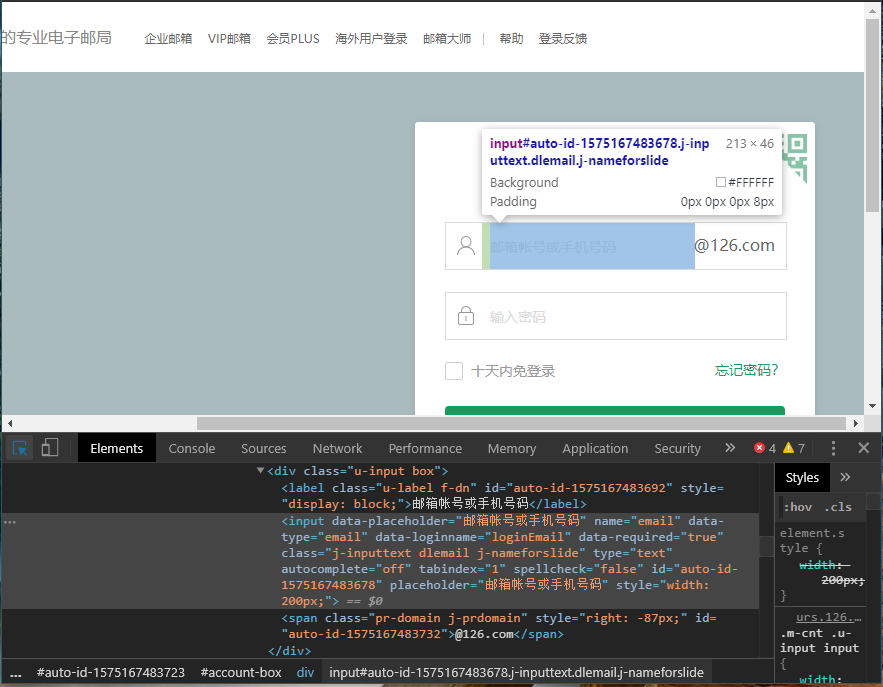 的专业电子邮局 企业邮箱 VIP邮箱 会员PLUS 海外用户登录 邮箱大师 | 帮助 登录反馈
input#auto-id-1575167483678.j-inp 213 × 46
uttext.dlemail.j-nameforslide
Background #FFFFFF
Padding 0px 0px 0px 8px
邮箱帐号或手机号码 @126.com
输入密码
十天内免登录 忘记密码?
Elements Console Sources Network Performance Memory Application Security » 4 7
<div class="u-input box">
<label class="u-label f-dn" id="auto-id-1575167483692" style=
"display: block;">邮箱帐号或手机号码</label>
<input data-placeholder="邮箱帐号或手机号码" name="email" data-
type="email" data-loginname="loginEmail" data-required="true"
class="j-inputtext dlemail j-nameforslide" type="text"
autocomplete="off" tabindex="1" spellcheck="false" id="auto-id-
1575167483678" placeholder="邮箱帐号或手机号码" style="width:
200px;"> == $0
<span class="pr-domain j-prdomain" style="right: -87px;" id=
"auto-id-1575167483732">@126.com</span>
</div>
... #auto-id-1575167483723 #account-box div input#auto-id-1575167483678.j-inputtext.dlemail.j-nameforslide
Styles »
:hov .cls
element.s
tyle {
width:
200px;
}
urs.126.…
.m-cnt .u-
input input
{
width: